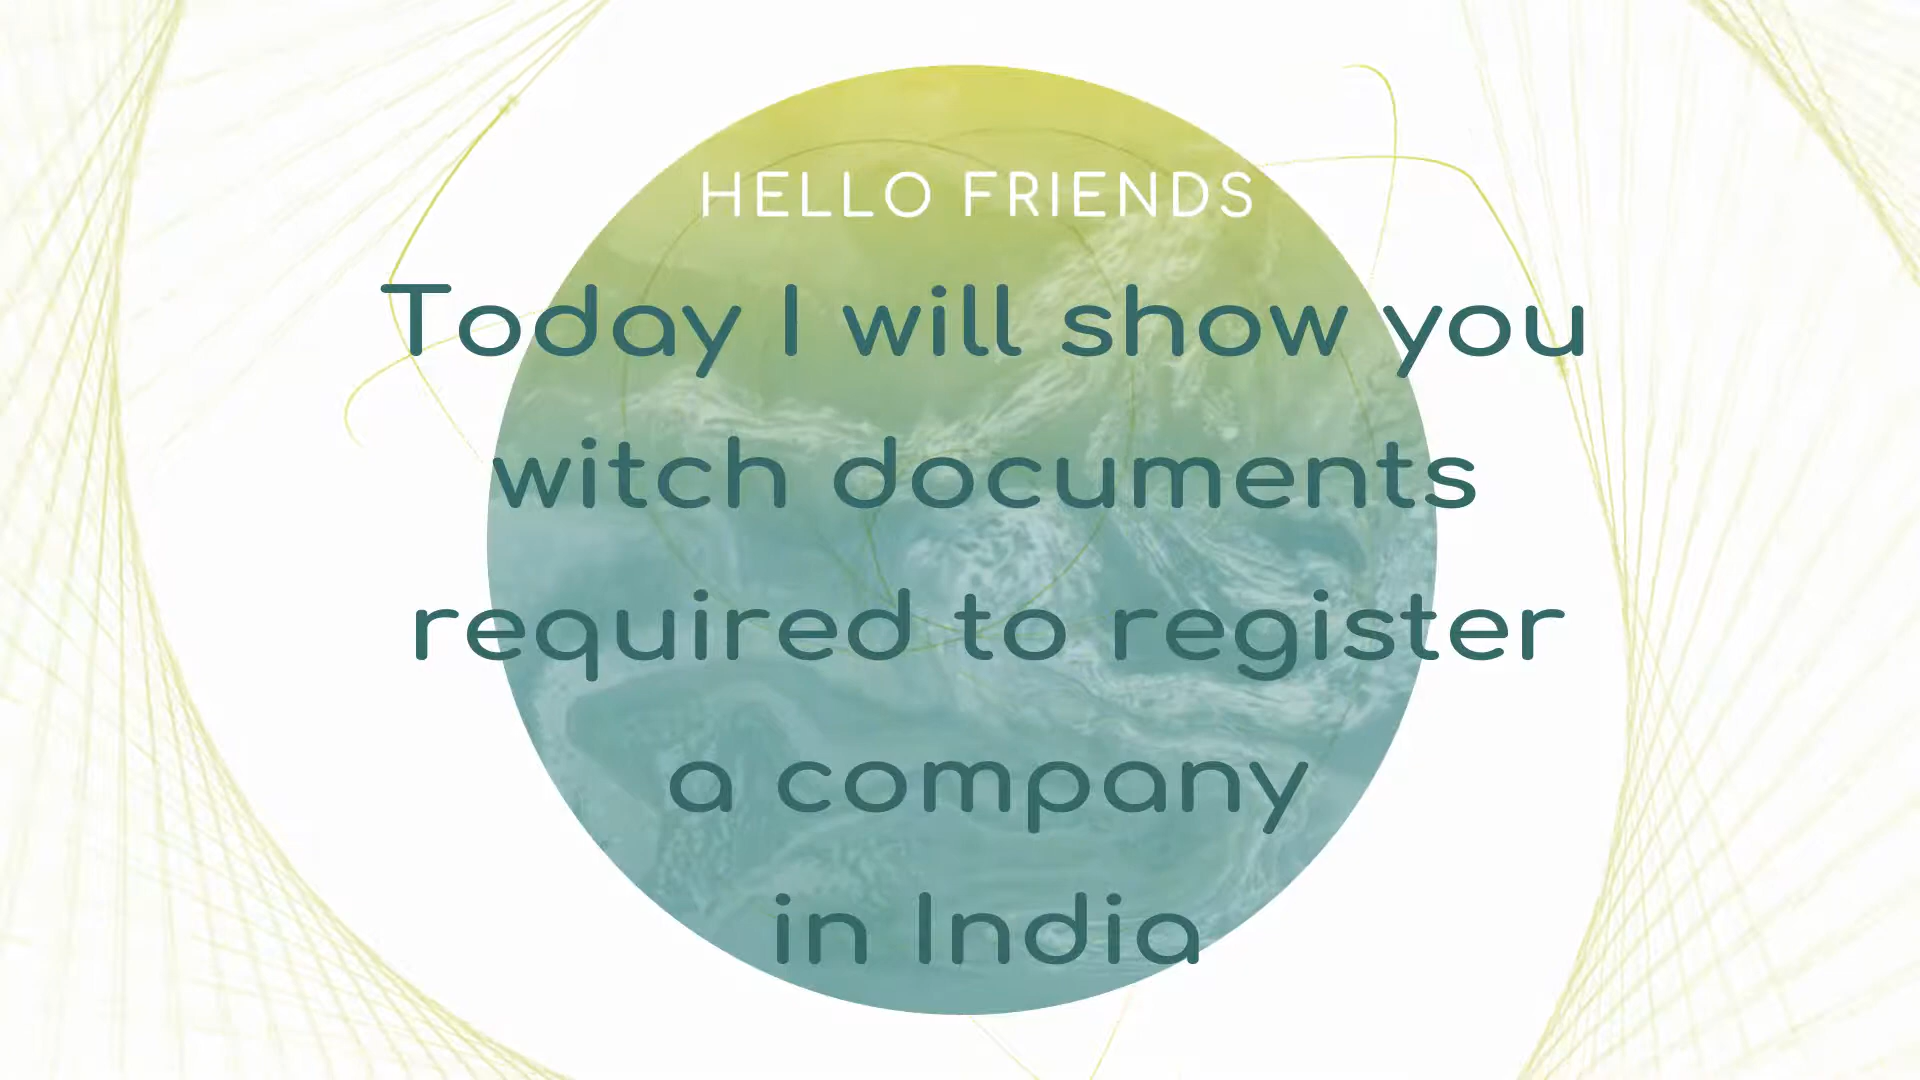 HELLO FRIENDS
Today I will show you
witch documents
required to register
a company
in India